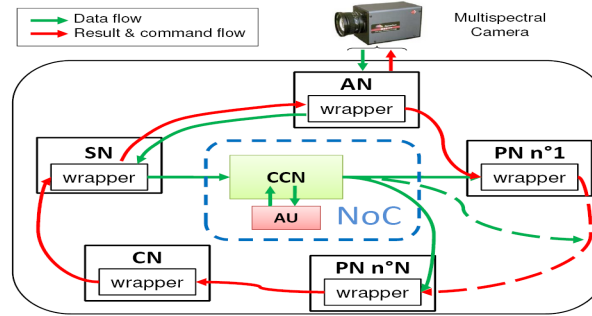 Data flow
Result & command flow
Multispectral
Camera
AN
wrapper
SN
wrapper
PN n°1
wrapper
CCN
AU
NoC
CN
wrapper
PN n°N
wrapper